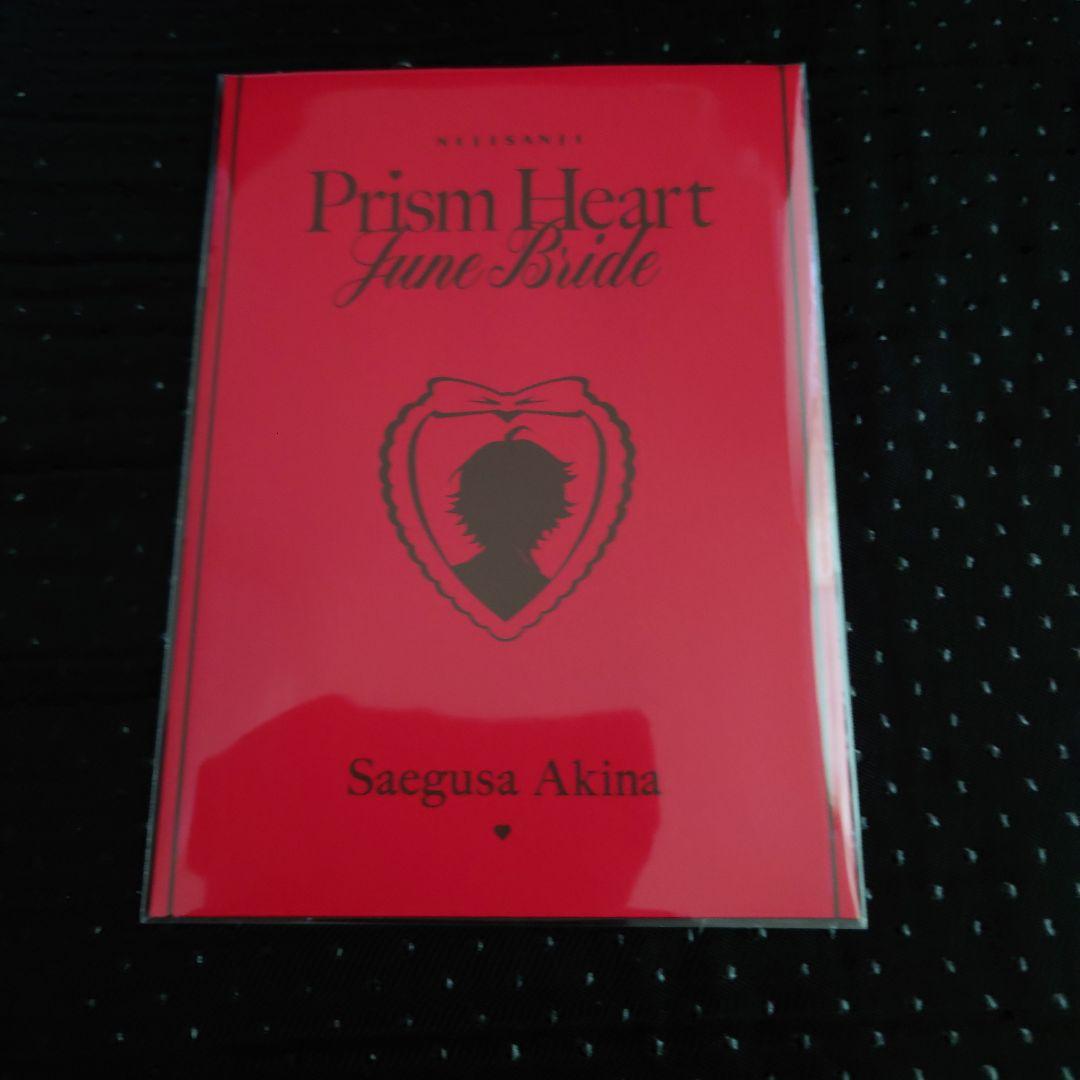 NIJISANJI
Prism Heart
June Bride
Saegusa Akina